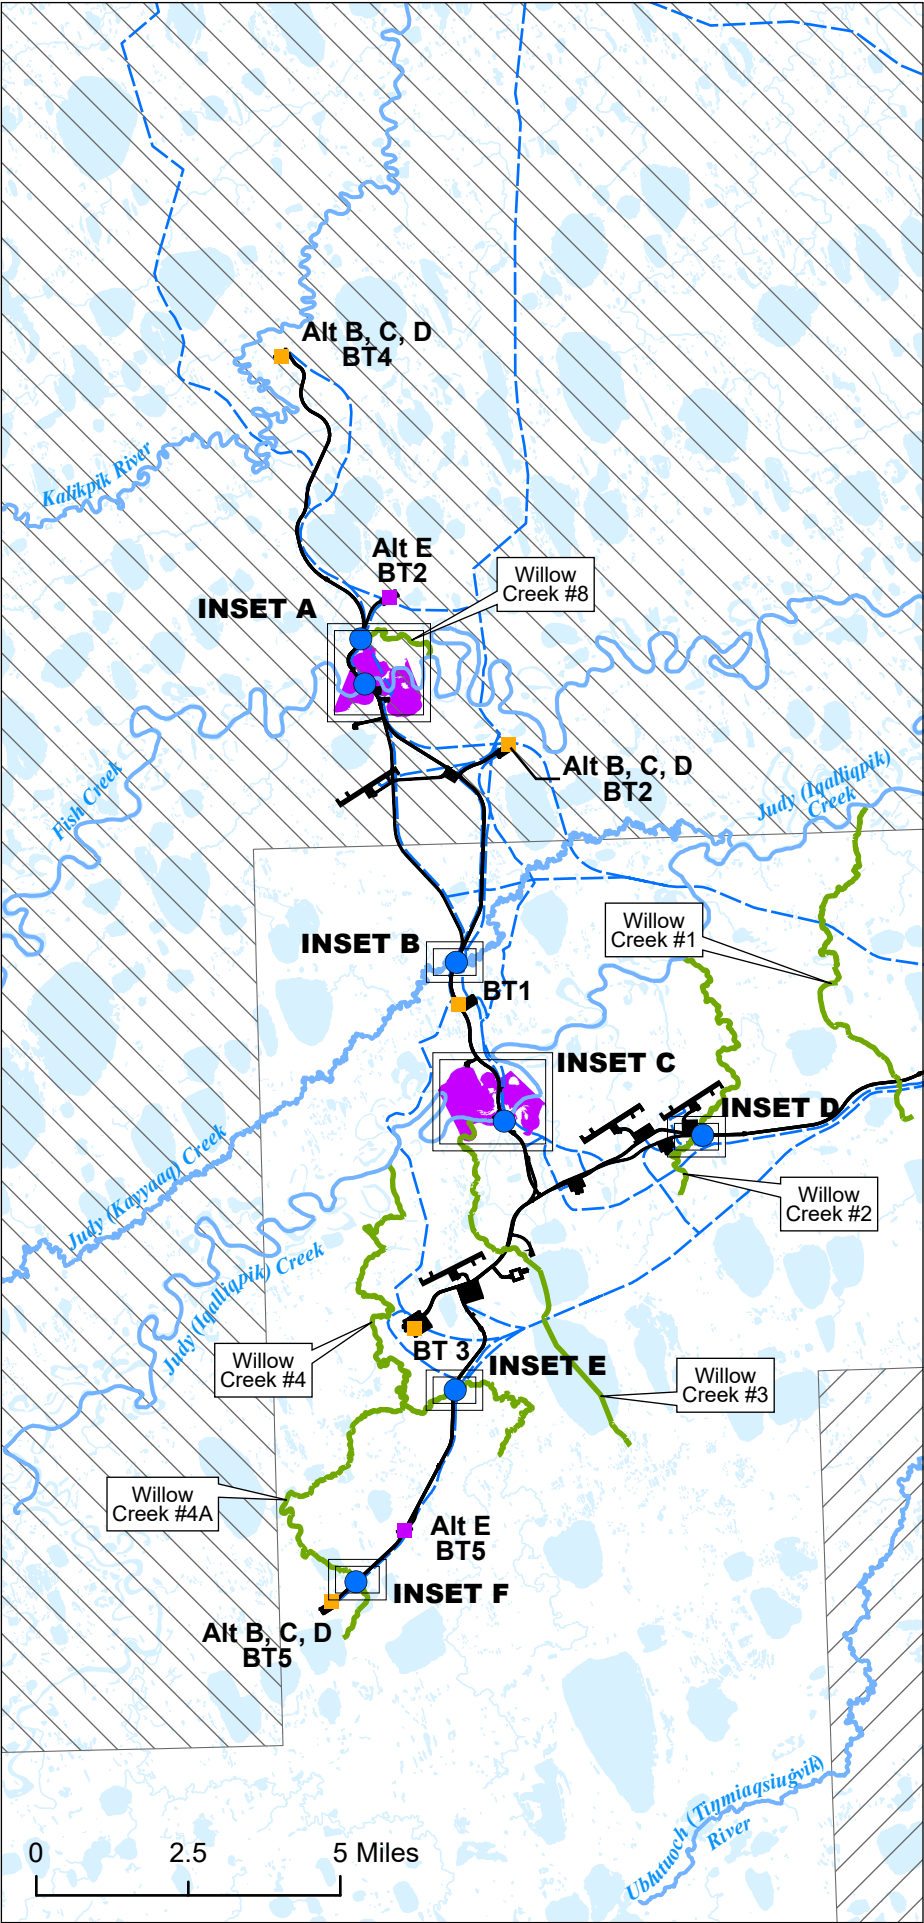 Alt B, C, D
BT4
Kalikpik River
Alt E
BT2
Willow
Creek #8
INSET A
Alt B, C, D
BT2
Judy (Iqalliqpik)
Creek
Fish Creek
Willow
Creek #1
INSET B
BT1
INSET C
INSET D
Judy (Kayyaaq) Creek
Willow
Creek #2
Judy (Iqalliqpik) Creek
BT 3
Willow
Creek #4
INSET E
Willow
Creek #3
Willow
Creek #4A
Alt E
BT5
INSET F
Alt B, C, D
BT5
Ublutuoch (Tiŋmiaqsiuġvik)
River
0 2.5 5 Miles